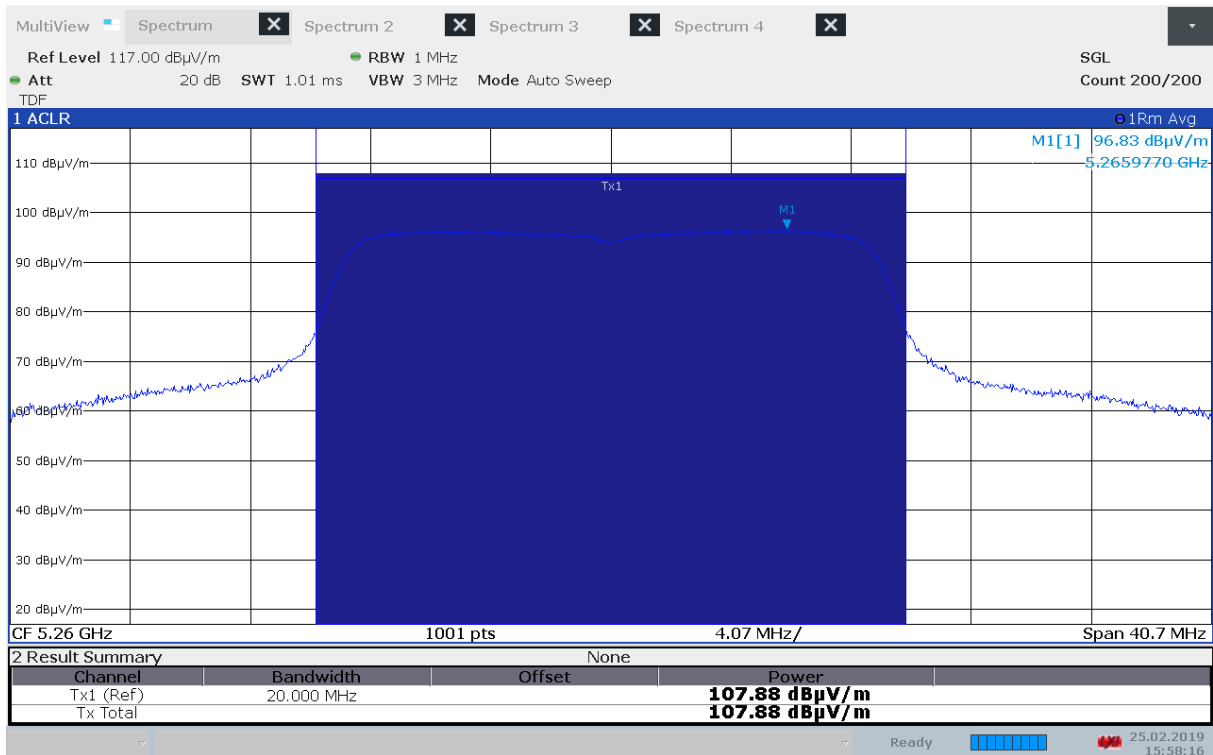 MultiView Spectrum X Spectrum 2 X Spectrum 3 X Spectrum 4 X
Ref Level 117.00 dBµV/m RBW 1 MHz SGL
Att 20 dB SWT 1.01 ms VBW 3 MHz Mode Auto Sweep Count 200/200
TDF
1 ACLR 1Rm Avg
M1[1] 96.83 dBµV/m
5.2659770 GHz
110 dBµV/m
Tx1
M1
100 dBµV/m
90 dBµV/m
80 dBµV/m
70 dBµV/m
60 dBµV/m
50 dBµV/m
40 dBµV/m
30 dBµV/m
20 dBµV/m
CF 5.26 GHz 1001 pts 4.07 MHz/ Span 40.7 MHz
2 Result Summary None
Channel Bandwidth Offset Power
Tx1 (Ref) 20.000 MHz 107.88 dBµV/m
Tx Total 107.88 dBµV/m
Ready 25.02.2019
15:58:16